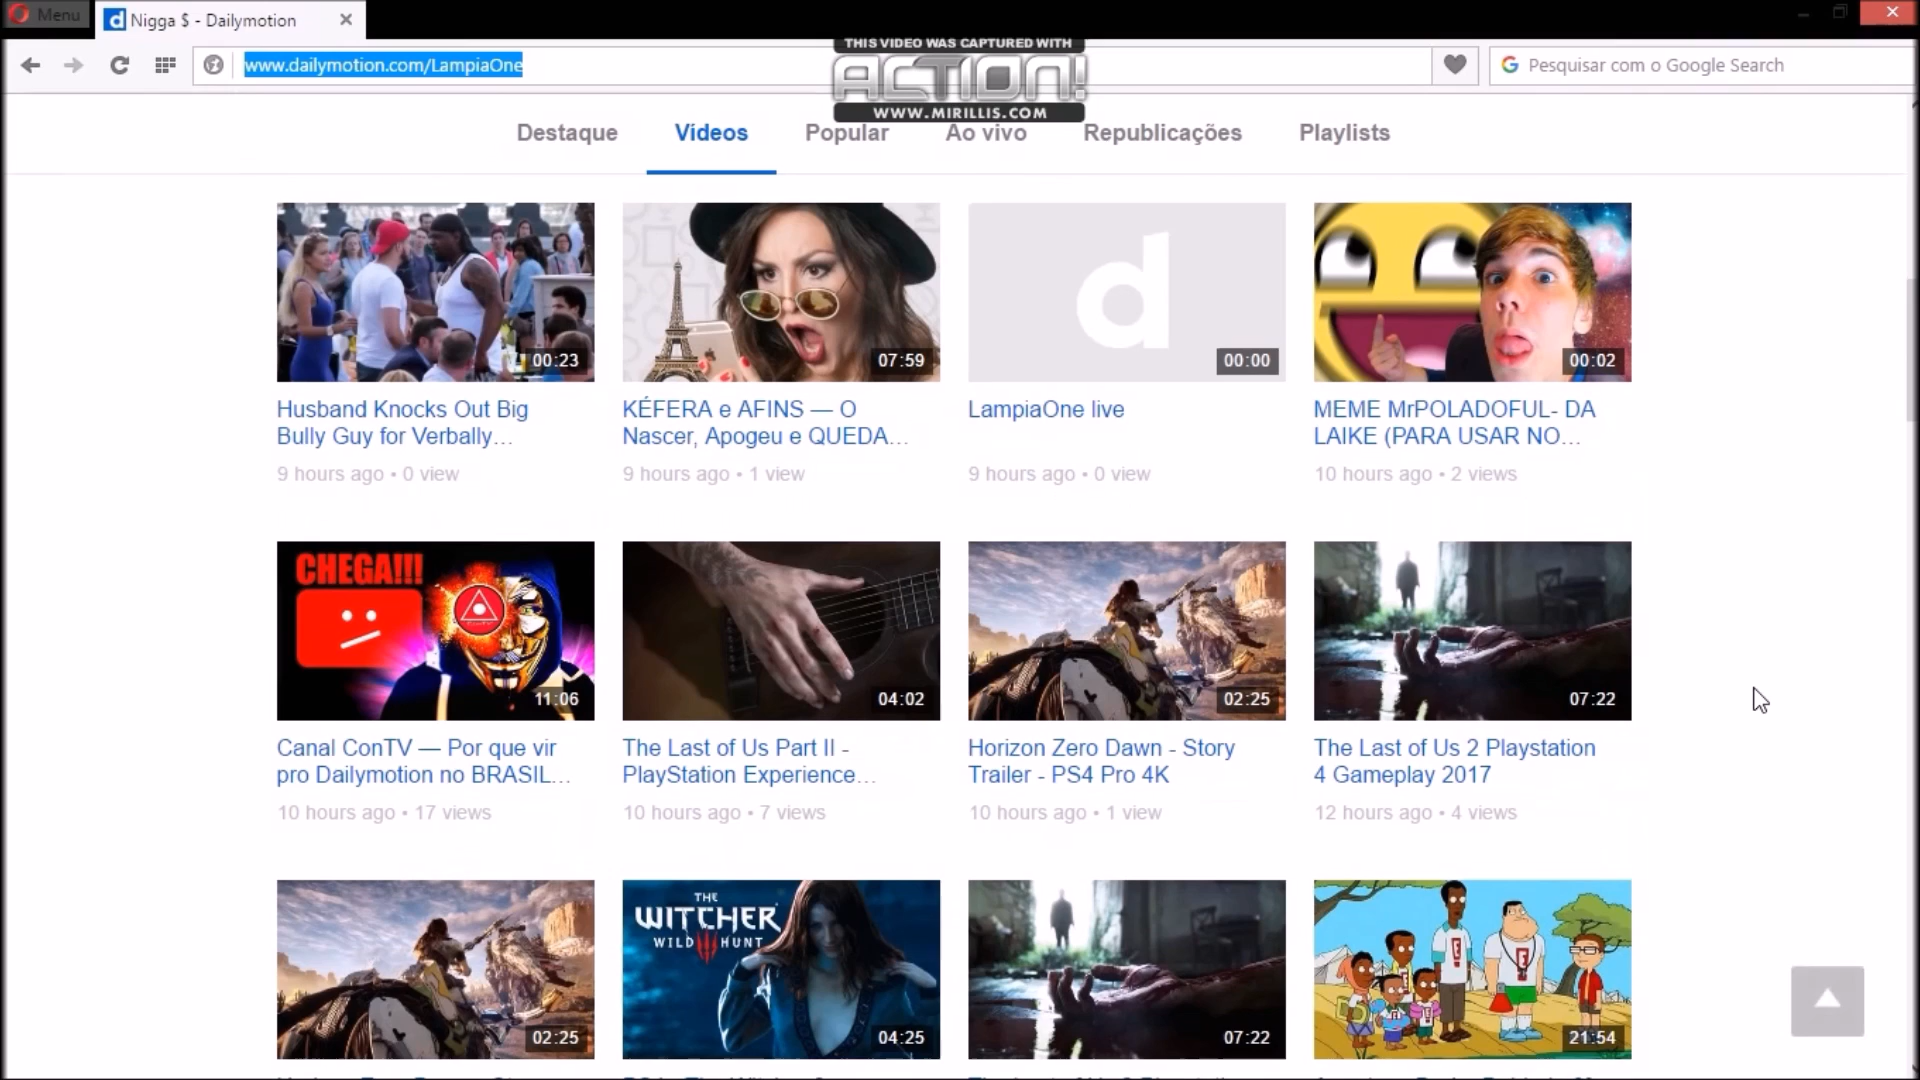 Menu
Nigga $ - Dailymotion
www.dailymotion.com/LampiaOne
THIS VIDEO WAS CAPTURED WITH
ACTION!
WWW.MIRILLIS.COM
Pesquisar com o Google Search
Destaque
Vídeos
Popular
Ao vivo
Republicações
Playlists
00:23
07:59
d
00:00
00:02
Husband Knocks Out Big
Bully Guy for Verbally...
9 hours ago • 0 view
KÉFERA e AFINS — O
Nascer, Apogeu e QUEDA...
9 hours ago • 1 view
LampiaOne live
9 hours ago • 0 view
MEME MrPOLADOFUL- DA
LAIKE (PARA USAR NO...
10 hours ago • 2 views
CHEGA!!!
11:06
04:02
02:25
07:22
Canal ConTV — Por que vir
pro Dailymotion no BRASIL...
10 hours ago • 17 views
The Last of Us Part II -
PlayStation Experience...
10 hours ago • 7 views
Horizon Zero Dawn - Story
Trailer - PS4 Pro 4K
10 hours ago • 1 view
The Last of Us 2 Playstation
4 Gameplay 2017
12 hours ago • 4 views
02:25
THE
WITCHER
WILD HUNT
04:25
07:22
21:54